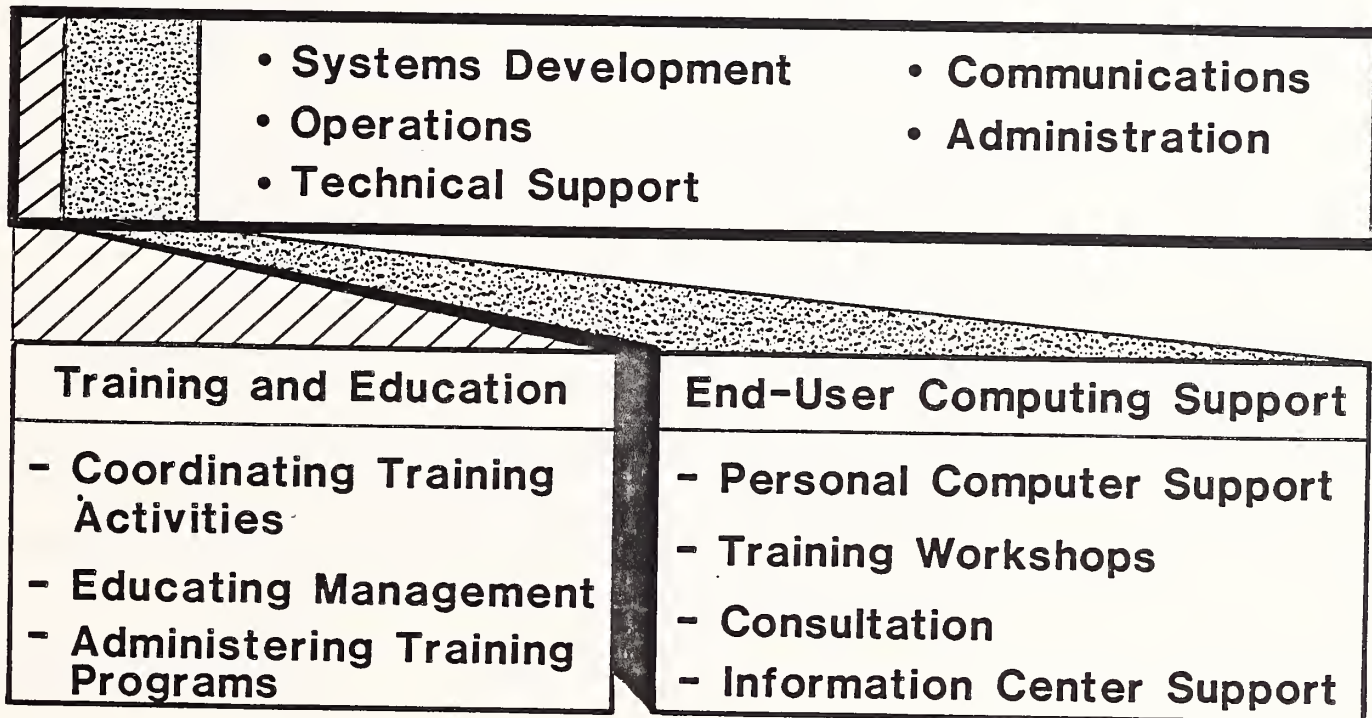 • Systems Development
• Operations
• Technical Support
• Communications
• Administration
Training and Education
- Coordinating Training
Activities
- Educating Management
- Administering Training
Programs
End-User Computing Support
- Personal Computer Support
- Training Workshops
- Consultation
- Information Center Support